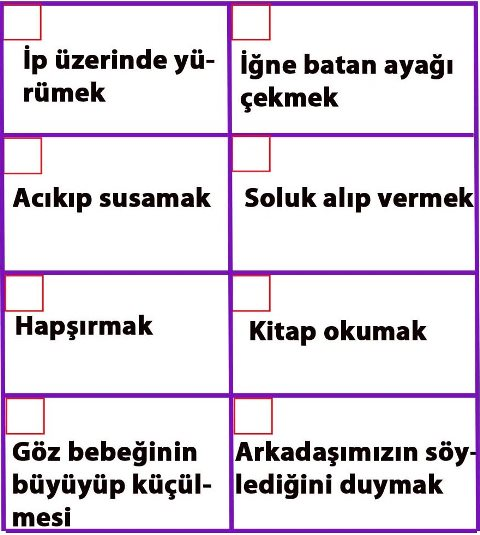 İp üzerinde yü-
rümek
İğne batan ayağı
çekmek
Acıkıp susamak
Soluk alıp vermek
Hapşırmak
Kitap okumak
Göz bebeğinin
büyüyüp küçül-
mesi
Arkadaşımızın söy-
lediğini duymak